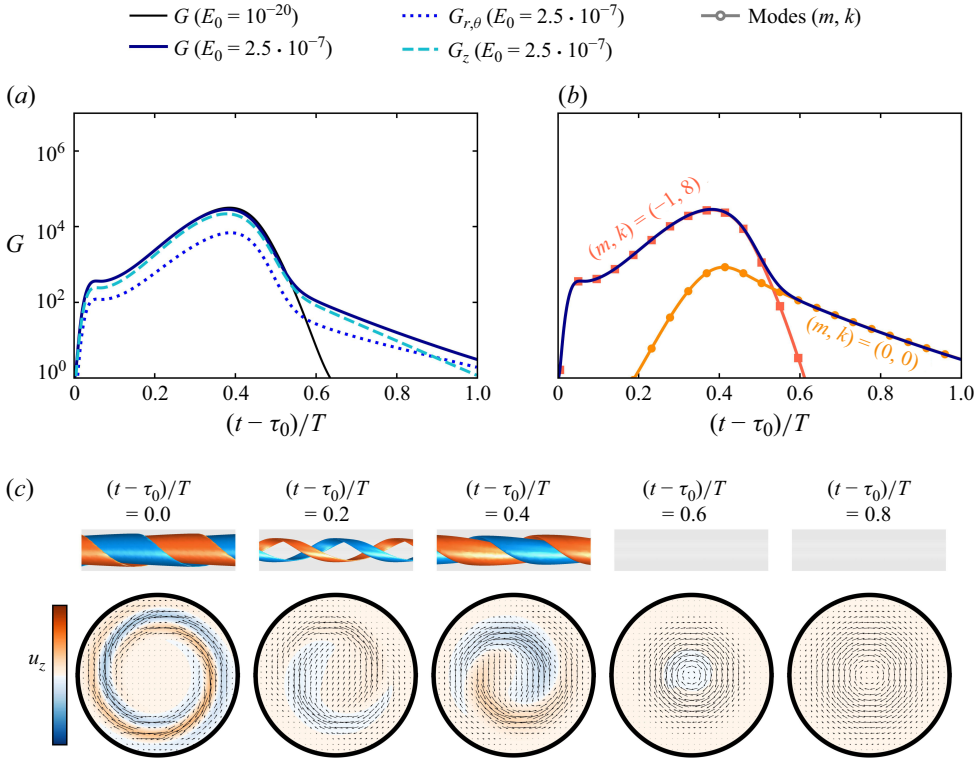 G (E₀ = 10⁻²⁰)
G (E₀ = 2.5 · 10⁻⁷)
G_{r,θ} (E₀ = 2.5 · 10⁻⁷)
G_z (E₀ = 2.5 · 10⁻⁷)
Modes (m, k)
(a)
G
10⁶
10⁴
10²
10⁰
0
0.2
0.4
0.6
0.8
1.0
(t − τ₀)/T
(b)
(m, k) = (−1, 8)
(m, k) = (0, 0)
0
0.2
0.4
0.6
0.8
1.0
(t − τ₀)/T
(c)
(t − τ₀)/T
= 0.0
(t − τ₀)/T
= 0.2
(t − τ₀)/T
= 0.4
(t − τ₀)/T
= 0.6
(t − τ₀)/T
= 0.8
u_z